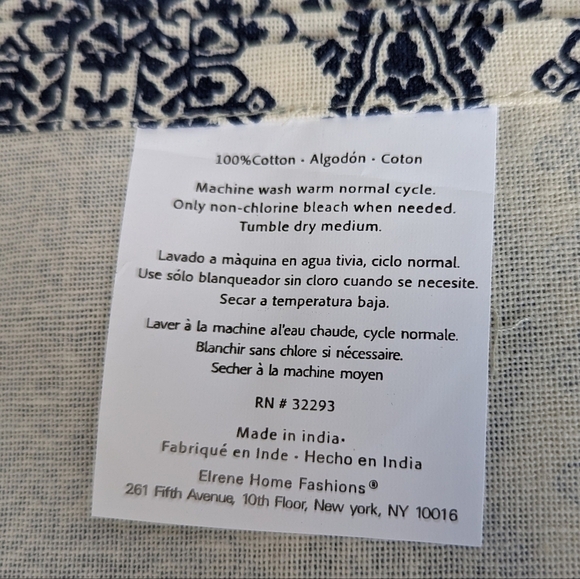 100%Cotton · Algodón · Coton
Machine wash warm normal cycle.
Only non-chlorine bleach when needed.
Tumble dry medium.
Lavado a màquina en agua tivia, ciclo normal.
Use sólo blanqueador sin cloro cuando se necesite.
Secar a temperatura baja.
Laver à la machine al'eau chaude, cycle normale.
Blanchir sans chlore si nécessaire.
Secher à la machine moyen
RN # 32293
Made in india·
Fabriqué en Inde · Hecho en India
Elrene Home Fashions®
261 Fifth Avenue, 10th Floor, New york, NY 10016